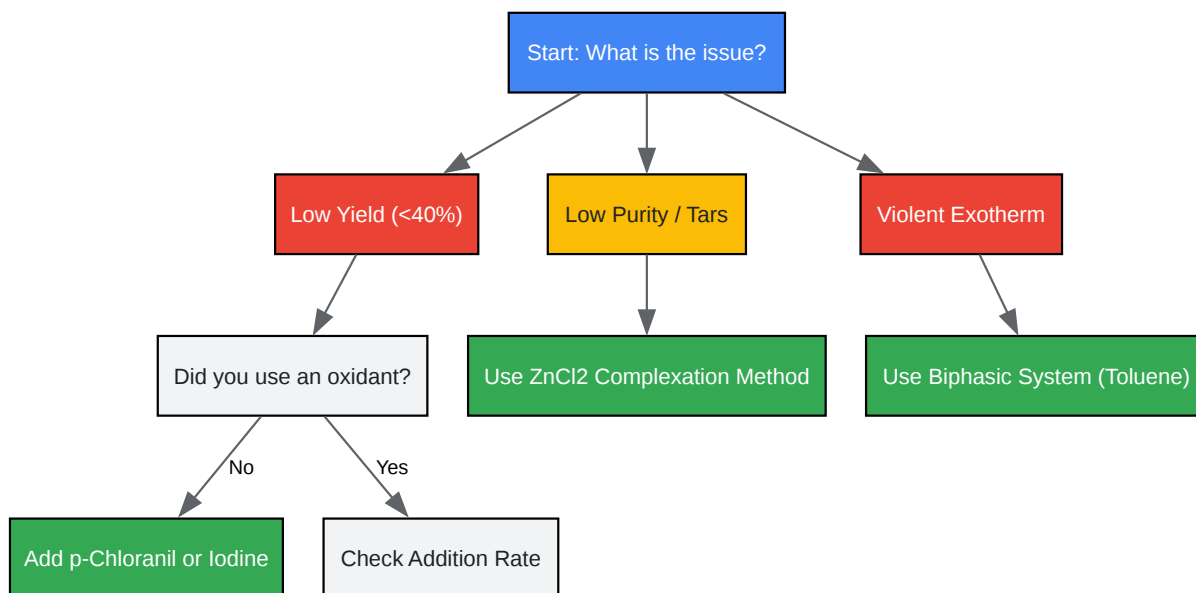 Start: What is the issue?
Low Yield (<40%)
Low Purity / Tars
Violent Exotherm
Did you use an oxidant?
Use ZnCl2 Complexation Method
Use Biphasic System (Toluene)
No
Yes
Add p-Chloranil or Iodine
Check Addition Rate